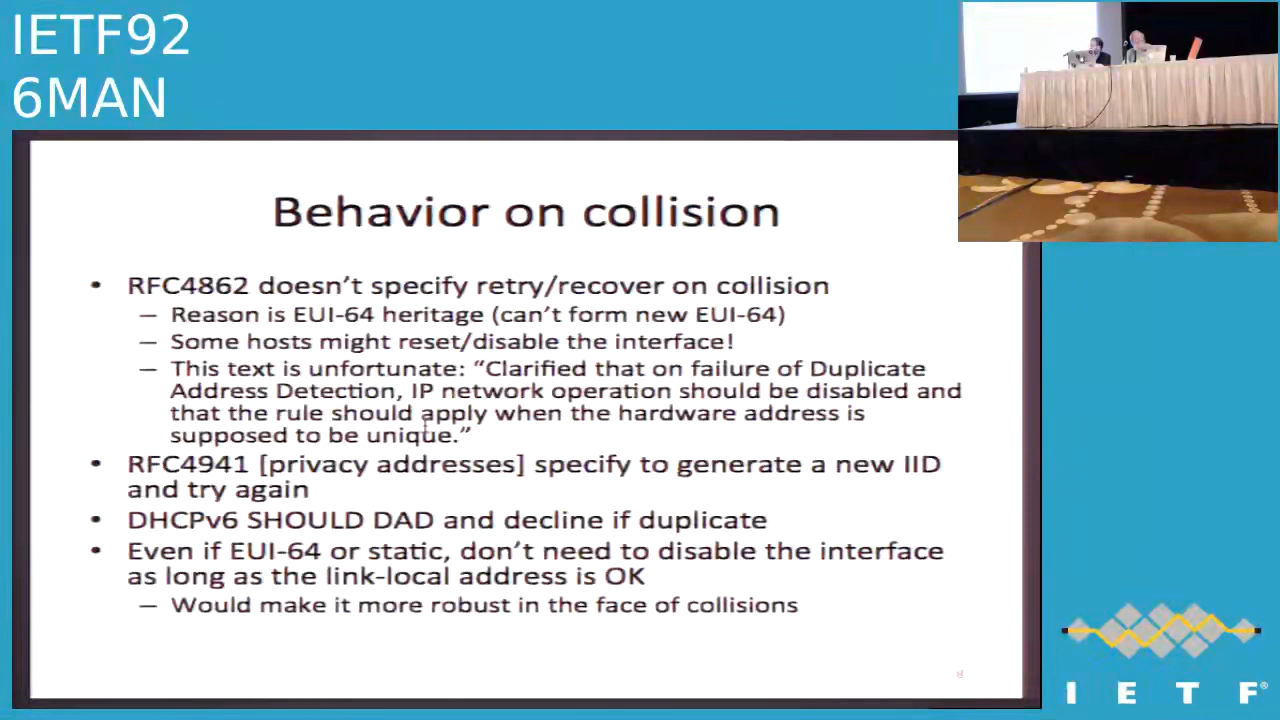 IETF92
6MAN
Behavior on collision
• RFC4862 doesn't specify retry/recover on collision
– Reason is EUI-64 heritage (can't form new EUI-64)
– Some hosts might reset/disable the interface!
– This text is unfortunate: “Clarified that on failure of Duplicate
Address Detection, IP network operation should be disabled and
that the rule should apply when the hardware address is
supposed to be unique.”
• RFC4941 [privacy addresses] specify to generate a new IID
and try again
• DHCPv6 SHOULD DAD and decline if duplicate
• Even if EUI-64 or static, don't need to disable the interface
as long as the link-local address is OK
– Would make it more robust in the face of collisions
I E T F®